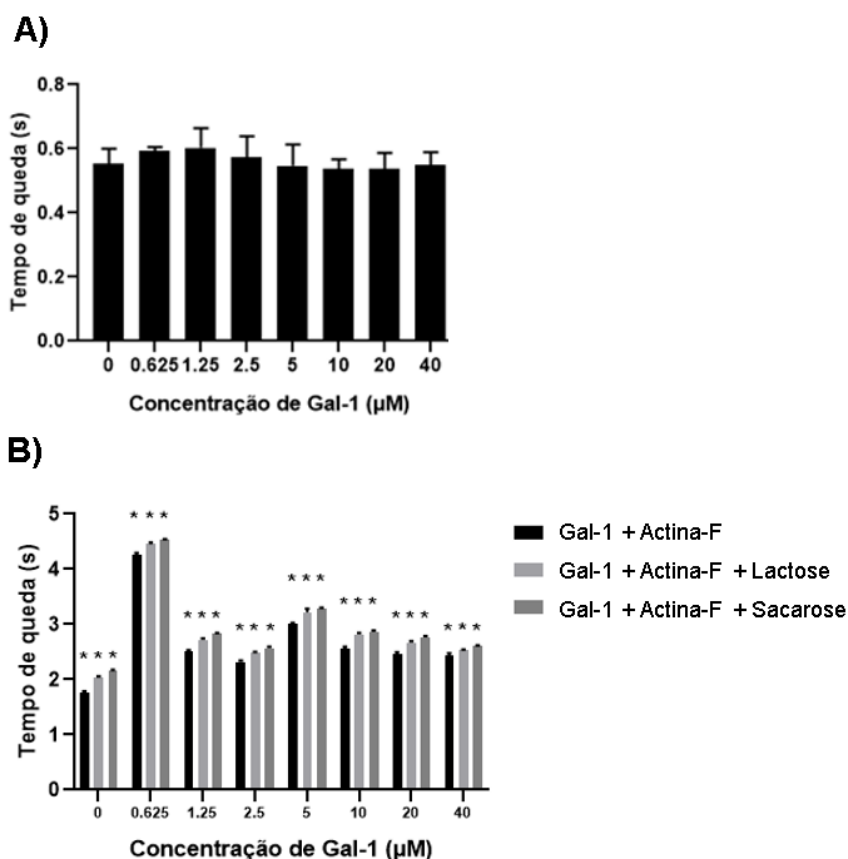 A)
Tempo de queda (s)
0.8
0.6
0.4
0.2
0.0
0 0.625 1.25 2.5 5 10 20 40
Concentração de Gal-1 (µM)
B)
Tempo de queda (s)
5
4
3
2
1
0
* * * * * * * * * * * * * * * * * * * * * * * *
0 0.625 1.25 2.5 5 10 20 40
Concentração de Gal-1 (µM)
Gal-1 + Actina-F
Gal-1 + Actina-F + Lactose
Gal-1 + Actina-F + Sacarose